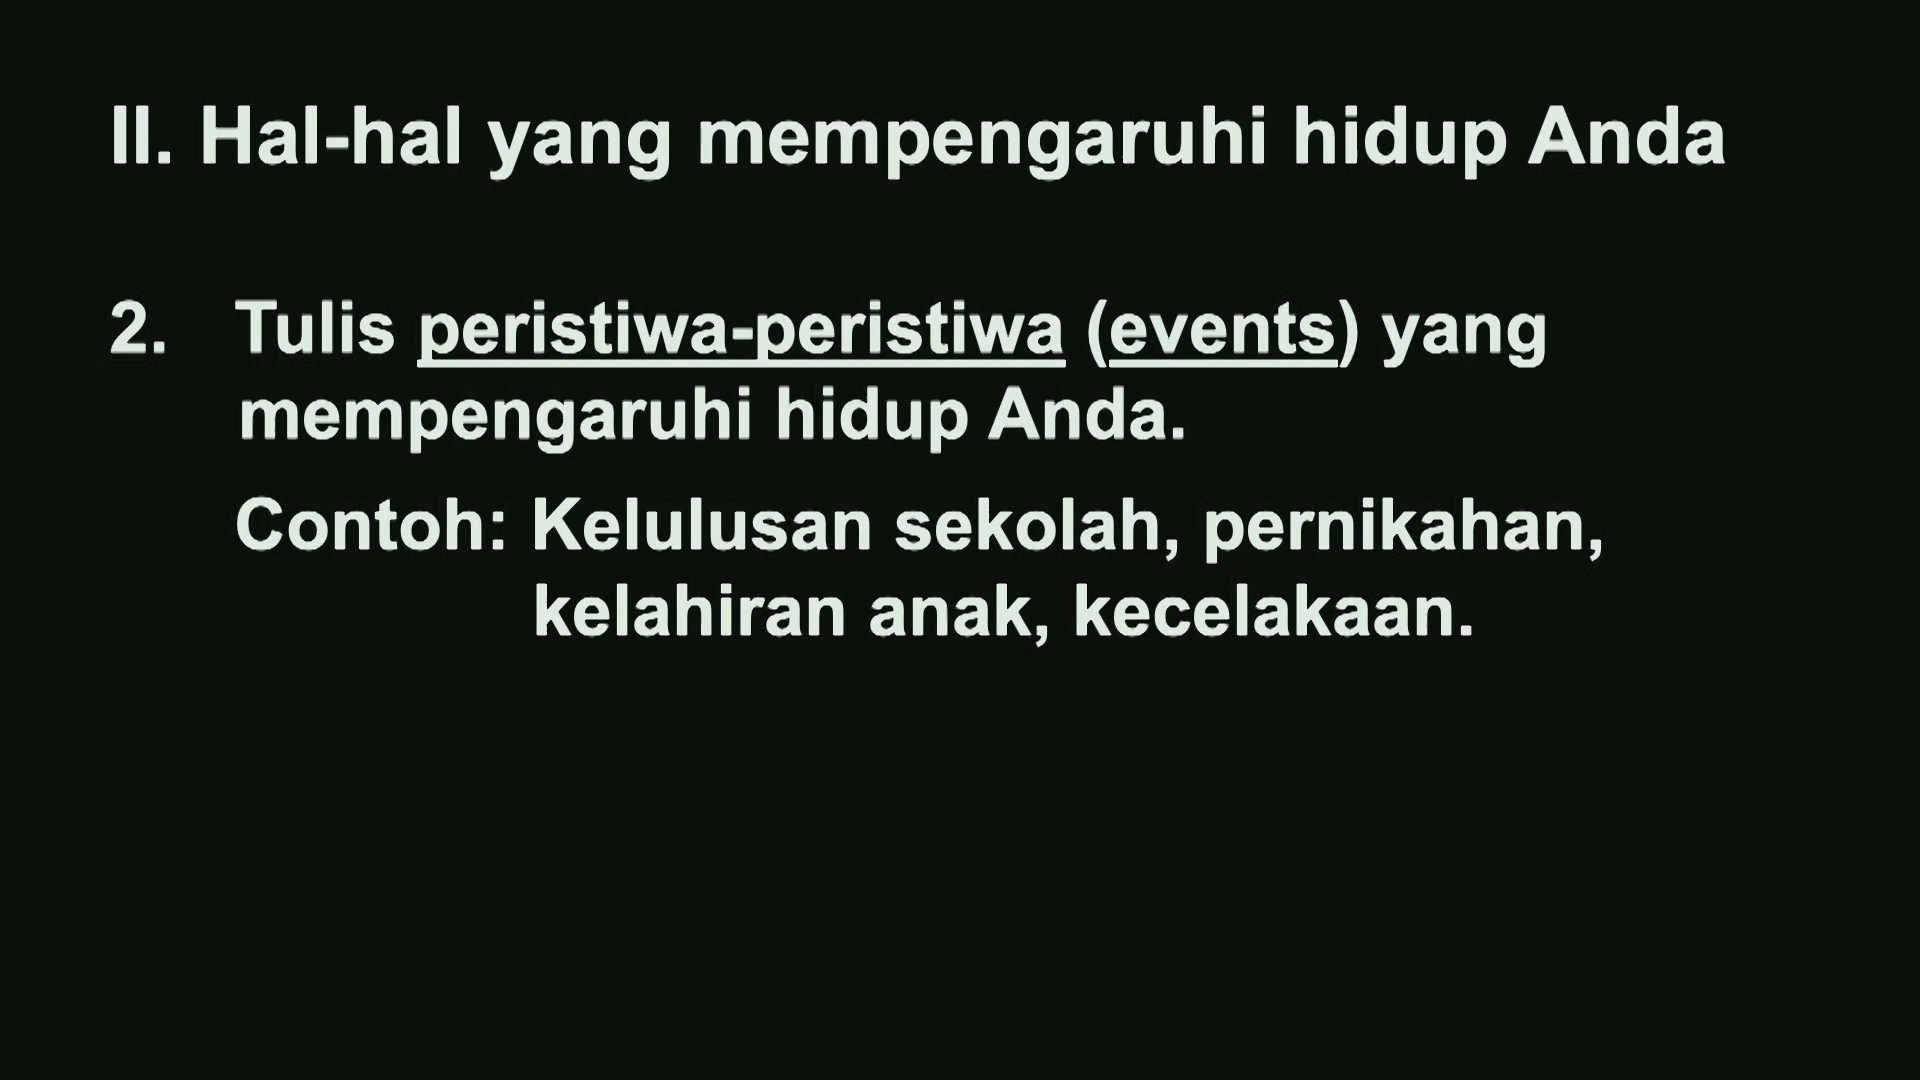 II. Hal-hal yang mempengaruhi hidup Anda
2. Tulis peristiwa-peristiwa (events) yang
mempengaruhi hidup Anda.
Contoh: Kelulusan sekolah, pernikahan,
kelahiran anak, kecelakaan.